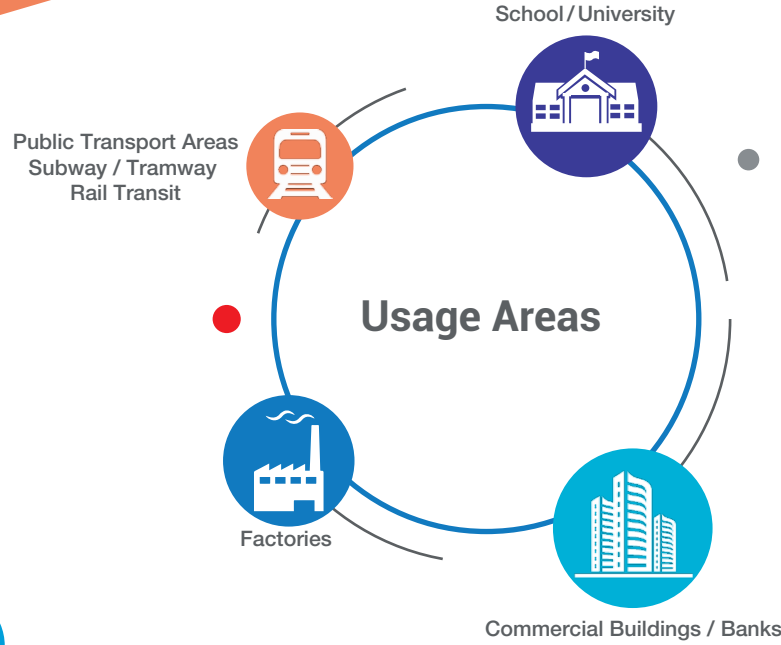 School/University
Public Transport Areas
Subway / Tramway
Rail Transit
Usage Areas
Factories
Commercial Buildings / Banks